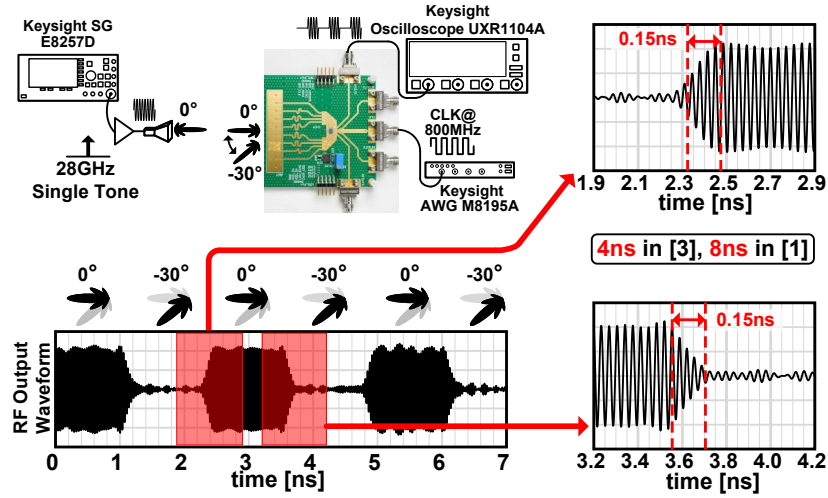 Keysight SG
E8257D
0°
28GHz
Single Tone
0°
-30°
Keysight
Oscilloscope UXR1104A
CLK@
800MHz
Keysight
AWG M8195A
0.15ns
1.9 2.1 2.3 2.5 2.7 2.9
time [ns]
4ns in [3], 8ns in [1]
0° -30° 0° -30° 0° -30°
RF Output
Waveform
0 1 2 3 4 5 6 7
time [ns]
0.15ns
3.2 3.4 3.6 3.8 4.0 4.2
time [ns]